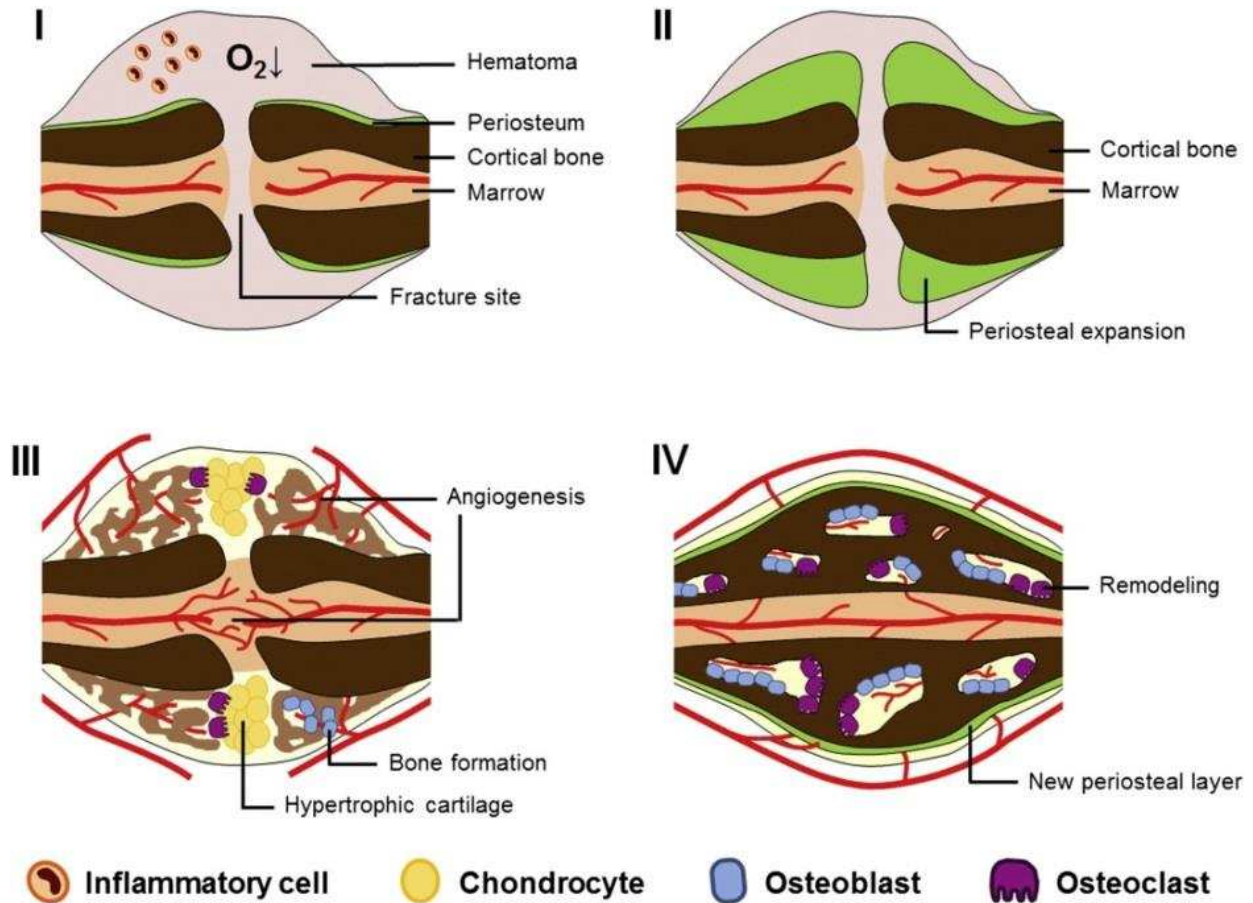 I
O₂↓
Hematoma
Periosteum
Cortical bone
Marrow
Fracture site
II
Cortical bone
Marrow
Periosteal expansion
III
Angiogenesis
Bone formation
Hypertrophic cartilage
IV
Remodeling
New periosteal layer
Inflammatory cell
Chondrocyte
Osteoblast
Osteoclast